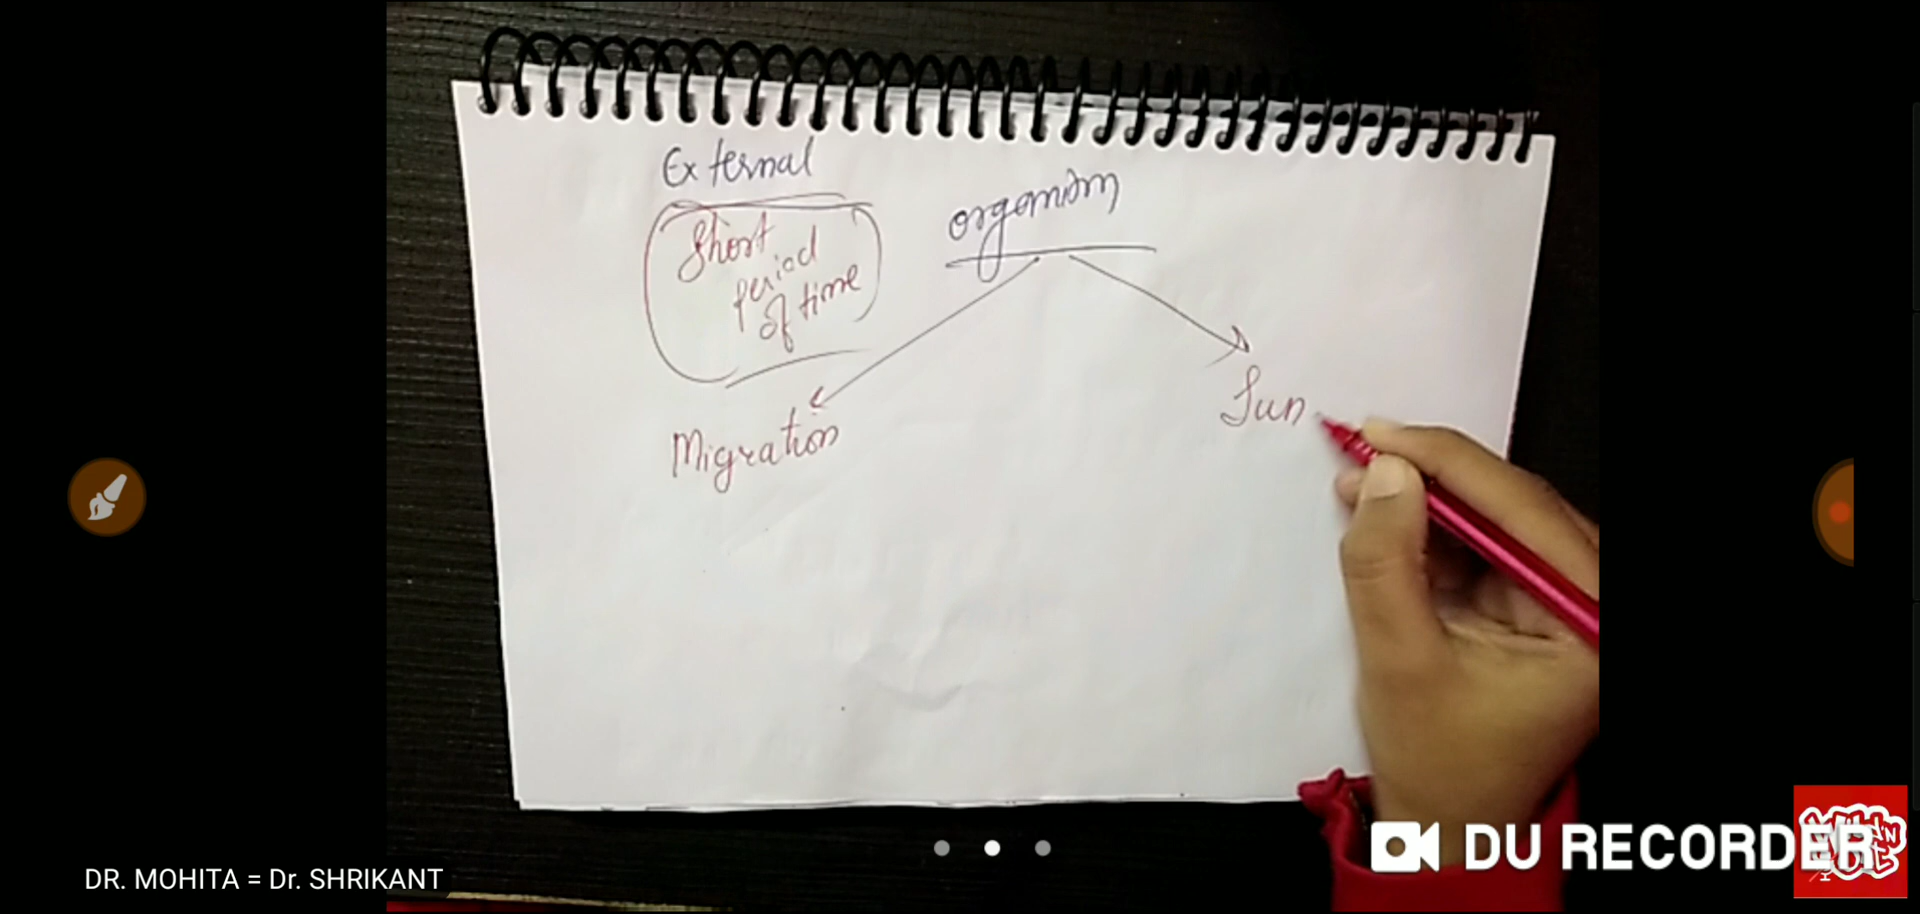 External
organism
Short
period
of time
Migration
Sun
DR. MOHITA = Dr. SHRIKANT
DU RECORDER